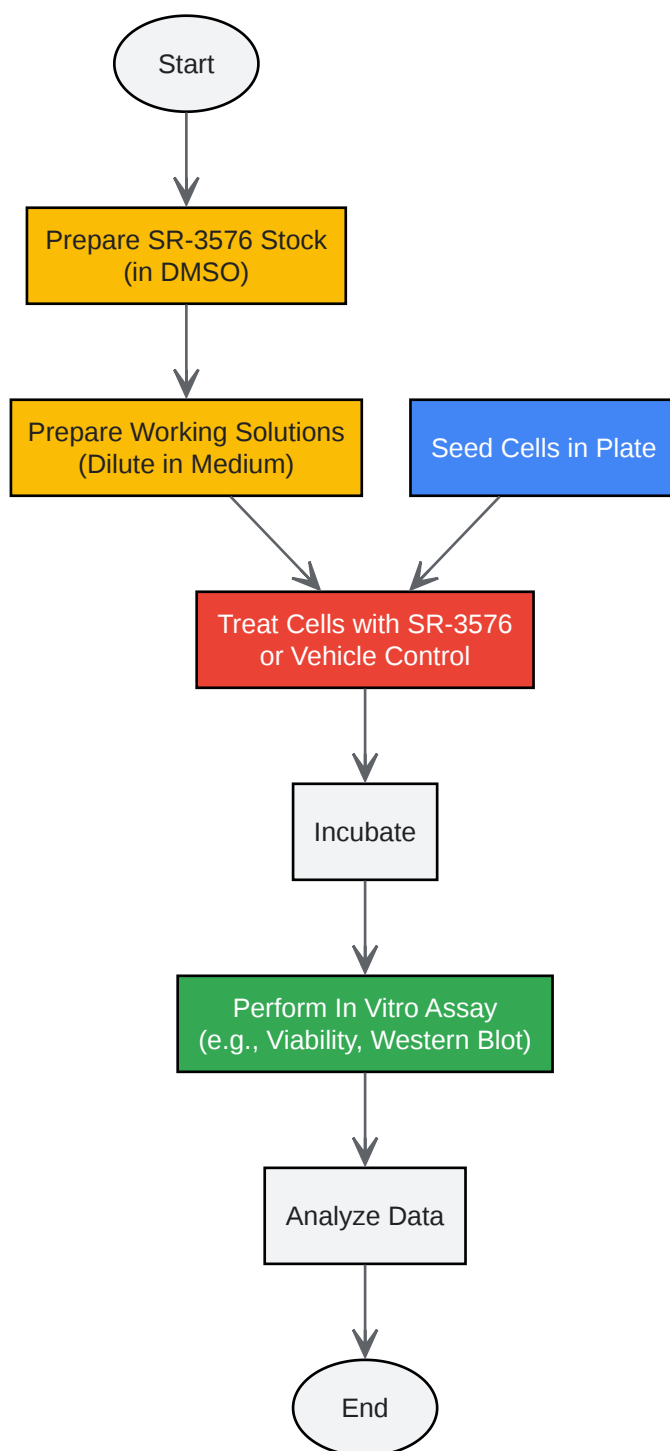 Start
Prepare SR-3576 Stock
(in DMSO)
Prepare Working Solutions
(Dilute in Medium)
Seed Cells in Plate
Treat Cells with SR-3576
or Vehicle Control
Incubate
Perform In Vitro Assay
(e.g., Viability, Western Blot)
Analyze Data
End